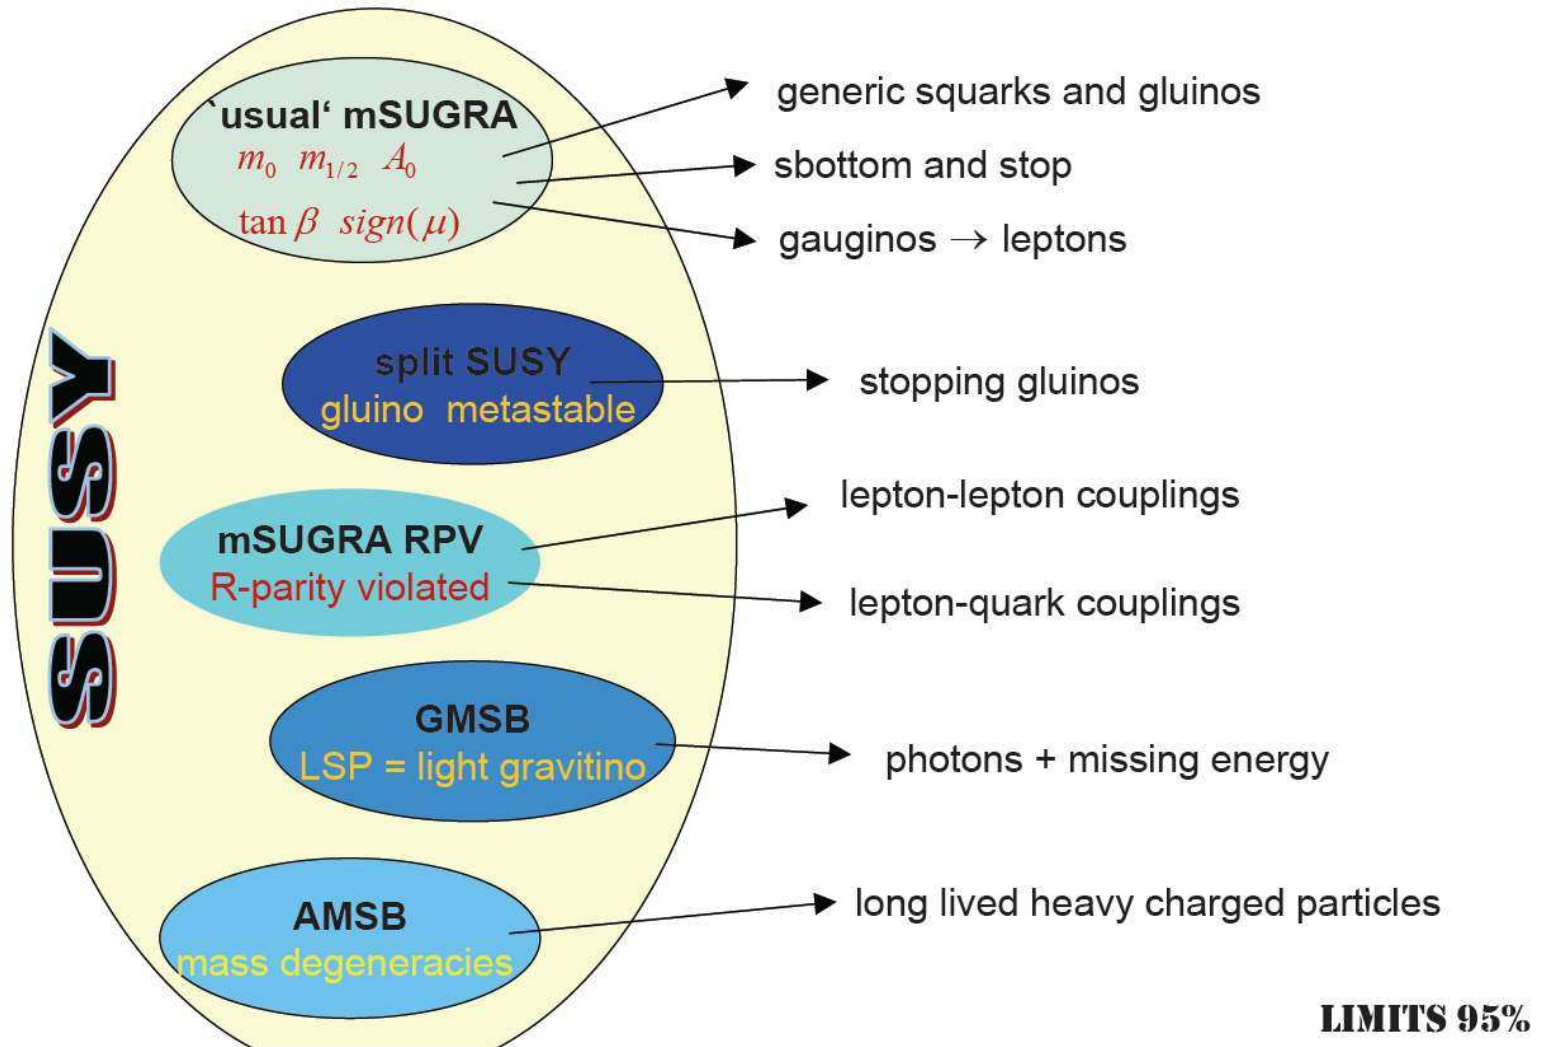 SUSY
`usual‘ mSUGRA
m₀ m₁/₂ A₀
tan β sign(μ)
generic squarks and gluinos
sbottom and stop
gauginos → leptons
split SUSY
gluino metastable
stopping gluinos
mSUGRA RPV
R-parity violated
lepton-lepton couplings
lepton-quark couplings
GMSB
LSP = light gravitino
photons + missing energy
AMSB
mass degeneracies
long lived heavy charged particles
LIMITS 95%